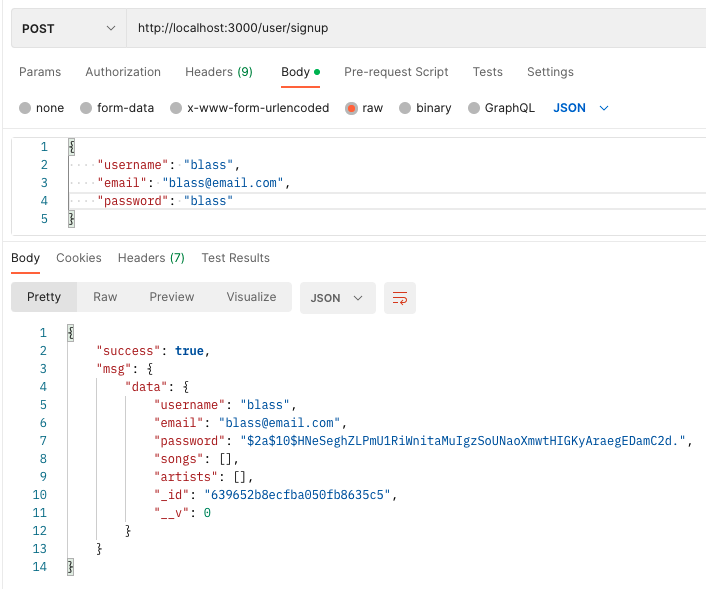 POST http://localhost:3000/user/signup
Params Authorization Headers (9) Body Pre-request Script Tests Settings
none form-data x-www-form-urlencoded raw binary GraphQL JSON
1 {
2 "username": "blass",
3 "email": "blass@email.com",
4 "password": "blass"
5 }
Body Cookies Headers (7) Test Results
Pretty Raw Preview Visualize JSON
1 {
2 "success": true,
3 "msg": {
4 "data": {
5 "username": "blass",
6 "email": "blass@email.com",
7 "password": "$2a$10$HNeSeghZLPmU1RiWnitaMuIgzSoUNaoXmwtHIGKyAraegEDamC2d.",
8 "songs": [],
9 "artists": [],
10 "_id": "639652b8ecfba050fb8635c5",
11 "__v": 0
12 }
13 }
14 }